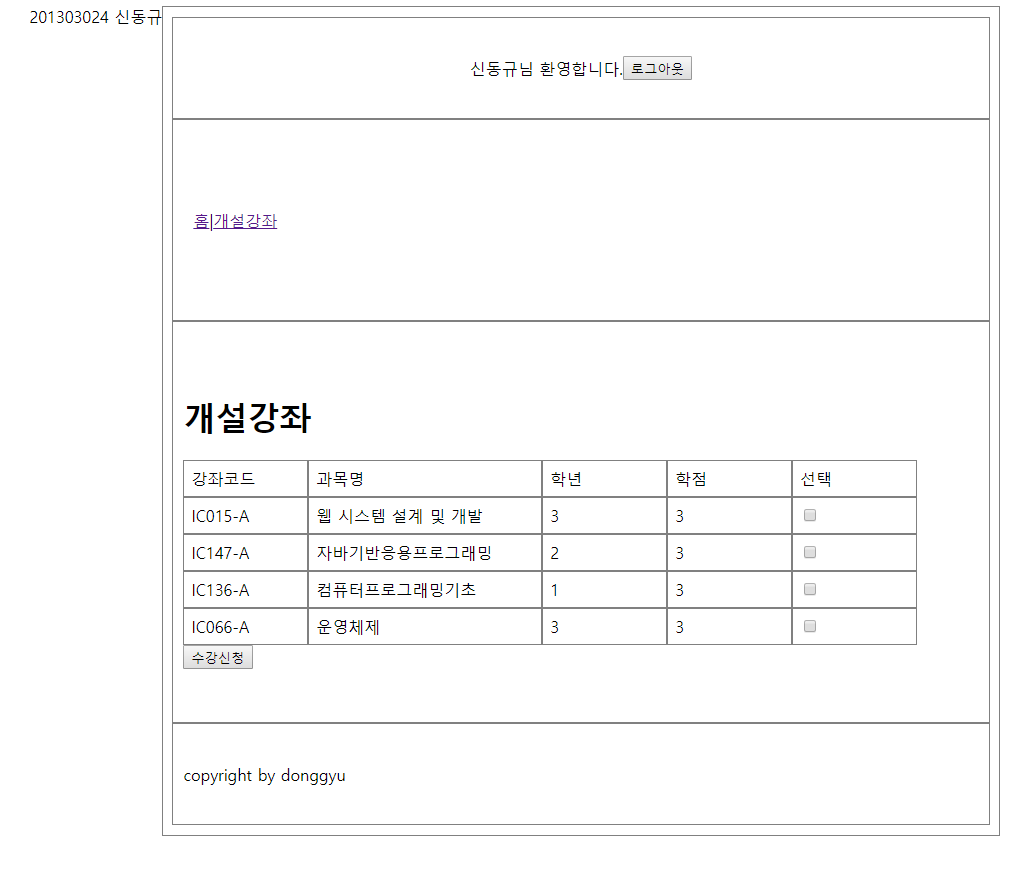 201303024 신동규
신동규님 환영합니다.로그아웃
홈|개설강좌
개설강좌
강좌코드 과목명 학년 학점 선택
IC015-A 웹 시스템 설계 및 개발 3 3
IC147-A 자바기반응용프로그래밍 2 3
IC136-A 컴퓨터프로그래밍기초 1 3
IC066-A 운영체제 3 3
수강신청
copyright by donggyu